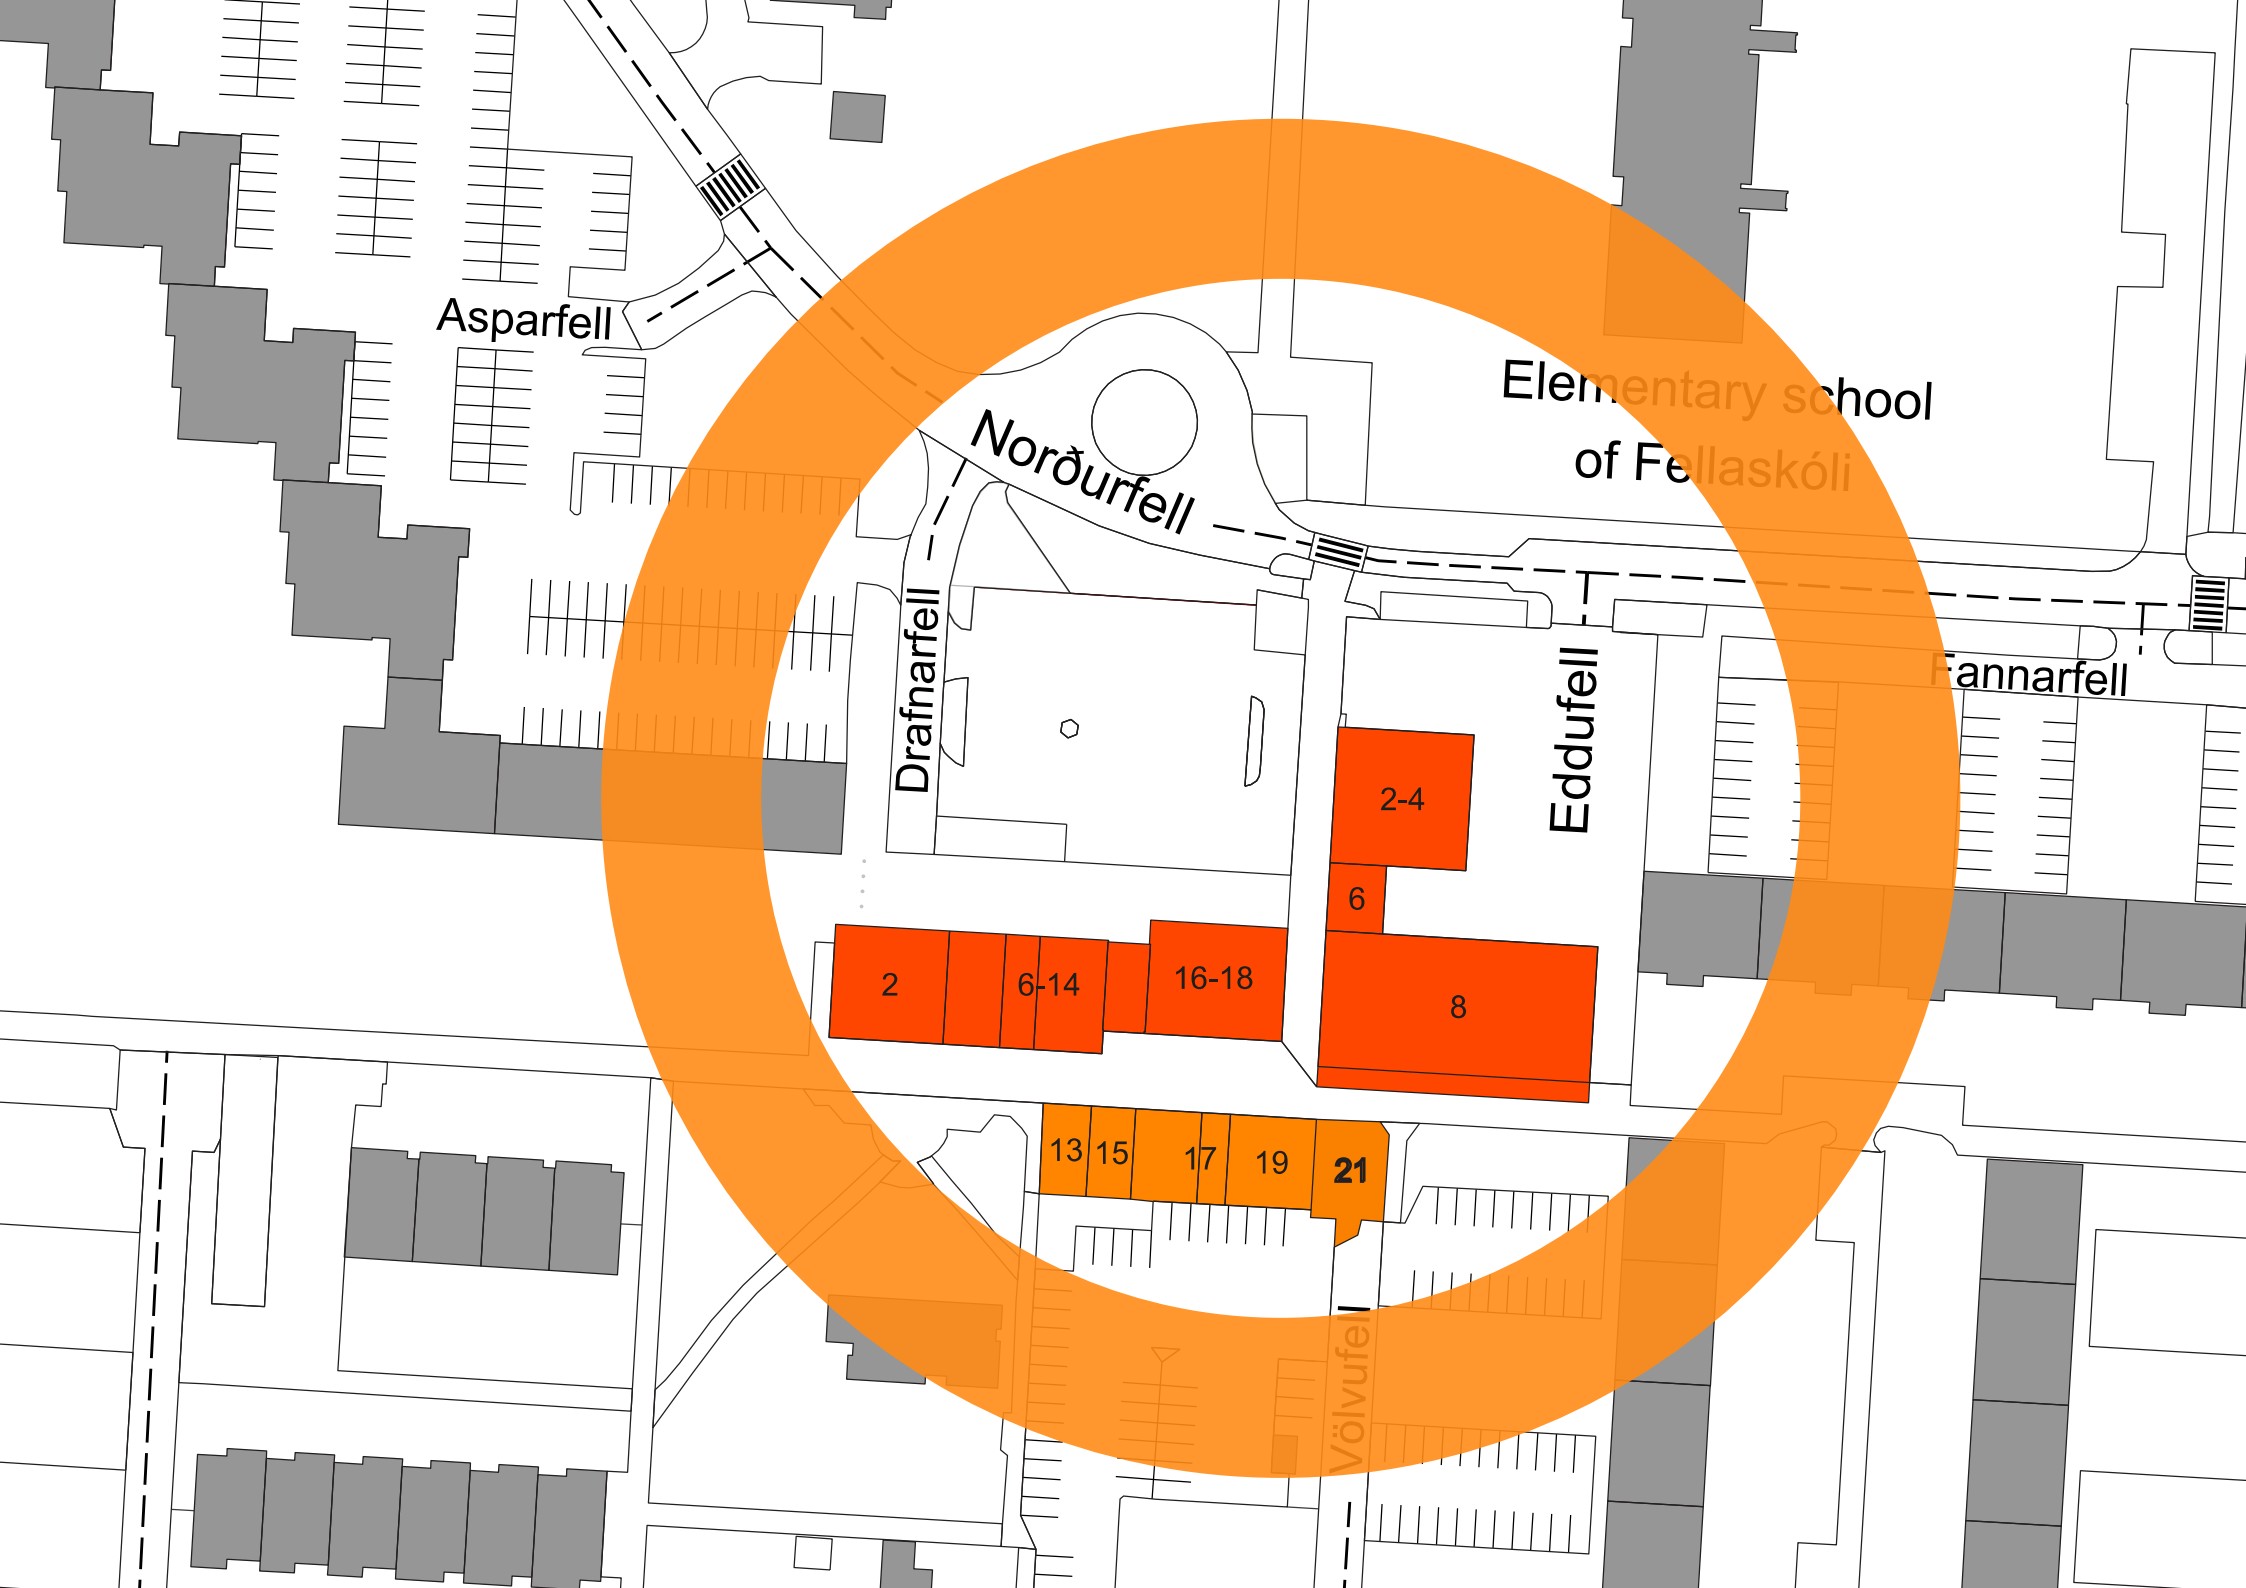 Asparfell
Norðurfell
Elementary school
of Fellaskóli
Drafnarfell
Eddufell
Fannarfell
2-4
6
8
2
6-14
16-18
13
15
17
19
21
Völvufell